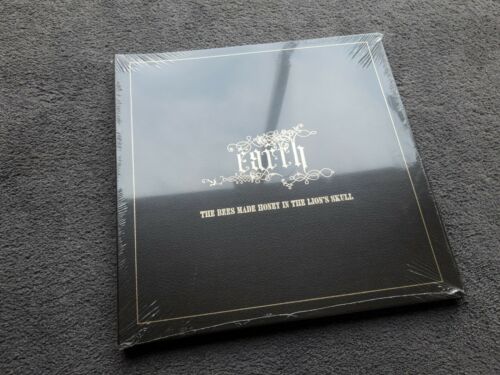 earth
THE BEES MADE HONEY IN THE LION'S SKULL